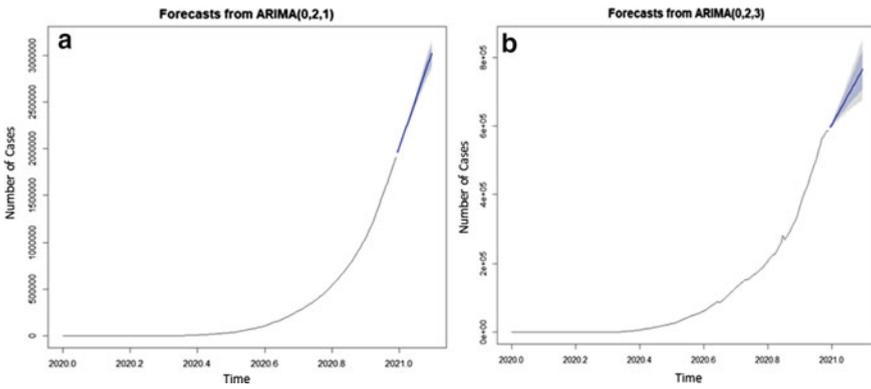 Forecasts from ARIMA(0,2,1)
a
Number of Cases
3000000
2500000
2000000
1500000
1000000
500000
0
2020.0 2020.2 2020.4 2020.6 2020.8 2021.0
Time
Forecasts from ARIMA(0,2,3)
b
Number of Cases
8e+05
6e+05
4e+05
2e+05
0e+00
2020.0 2020.2 2020.4 2020.6 2020.8 2021.0
Time